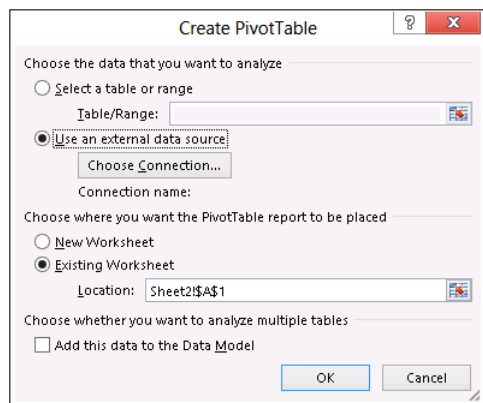 Create PivotTable
?
x
Choose the data that you want to analyze
Select a table or range
Table/Range:
Use an external data source
Choose Connection...
Connection name:
Choose where you want the PivotTable report to be placed
New Worksheet
Existing Worksheet
Location: Sheet2!$A$1
Choose whether you want to analyze multiple tables
Add this data to the Data Model
OK Cancel